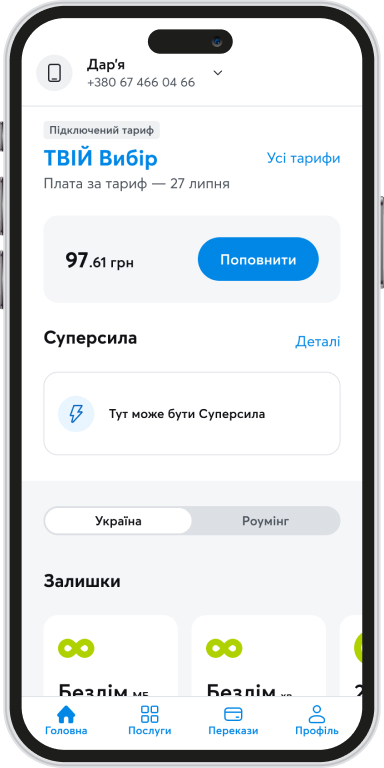 Дар'я
+380 67 466 04 66
Підключений тариф
ТВІЙ Вибір
Усі тарифи
Плата за тариф — 27 липня
97.61 грн
Поповнити
Суперсила
Деталі
Тут може бути Суперсила
Україна
Роумінг
Залишки
Безлім МБ
Безлім хв
2
Головна
Послуги
Перекази
Профіль